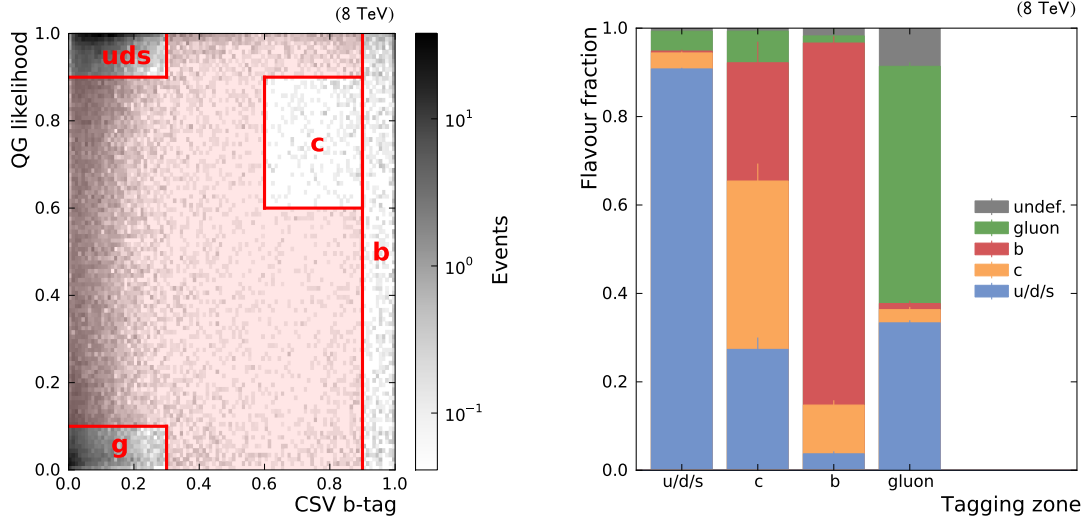 (8 TeV)
QG likelihood
1.0
0.8
0.6
0.4
0.2
0.0
uds
c
b
g
0.0 0.2 0.4 0.6 0.8 1.0
CSV b-tag
10^1
10^0
10^−1
Events
(8 TeV)
Flavour fraction
1.0
0.8
0.6
0.4
0.2
0.0
undef.
gluon
b
c
u/d/s
u/d/s c b gluon
Tagging zone